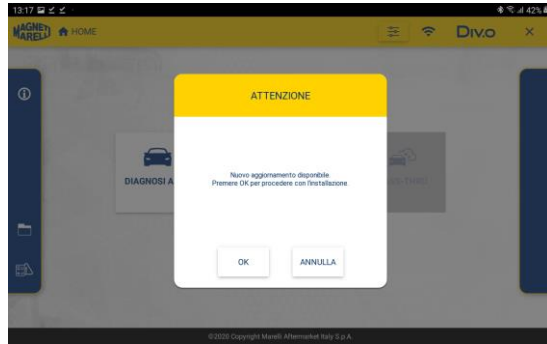 13:17
42%
MAGNETI
MARELLI
HOME
DIV.O
ATTENZIONE
Nuovo aggiornamento disponibile
Premere OK per procedere con l'installazione
DIAGNOSI A
OK
ANNULLA
©2020 Copyright Marelli Aftermarket Italy S.p.A.